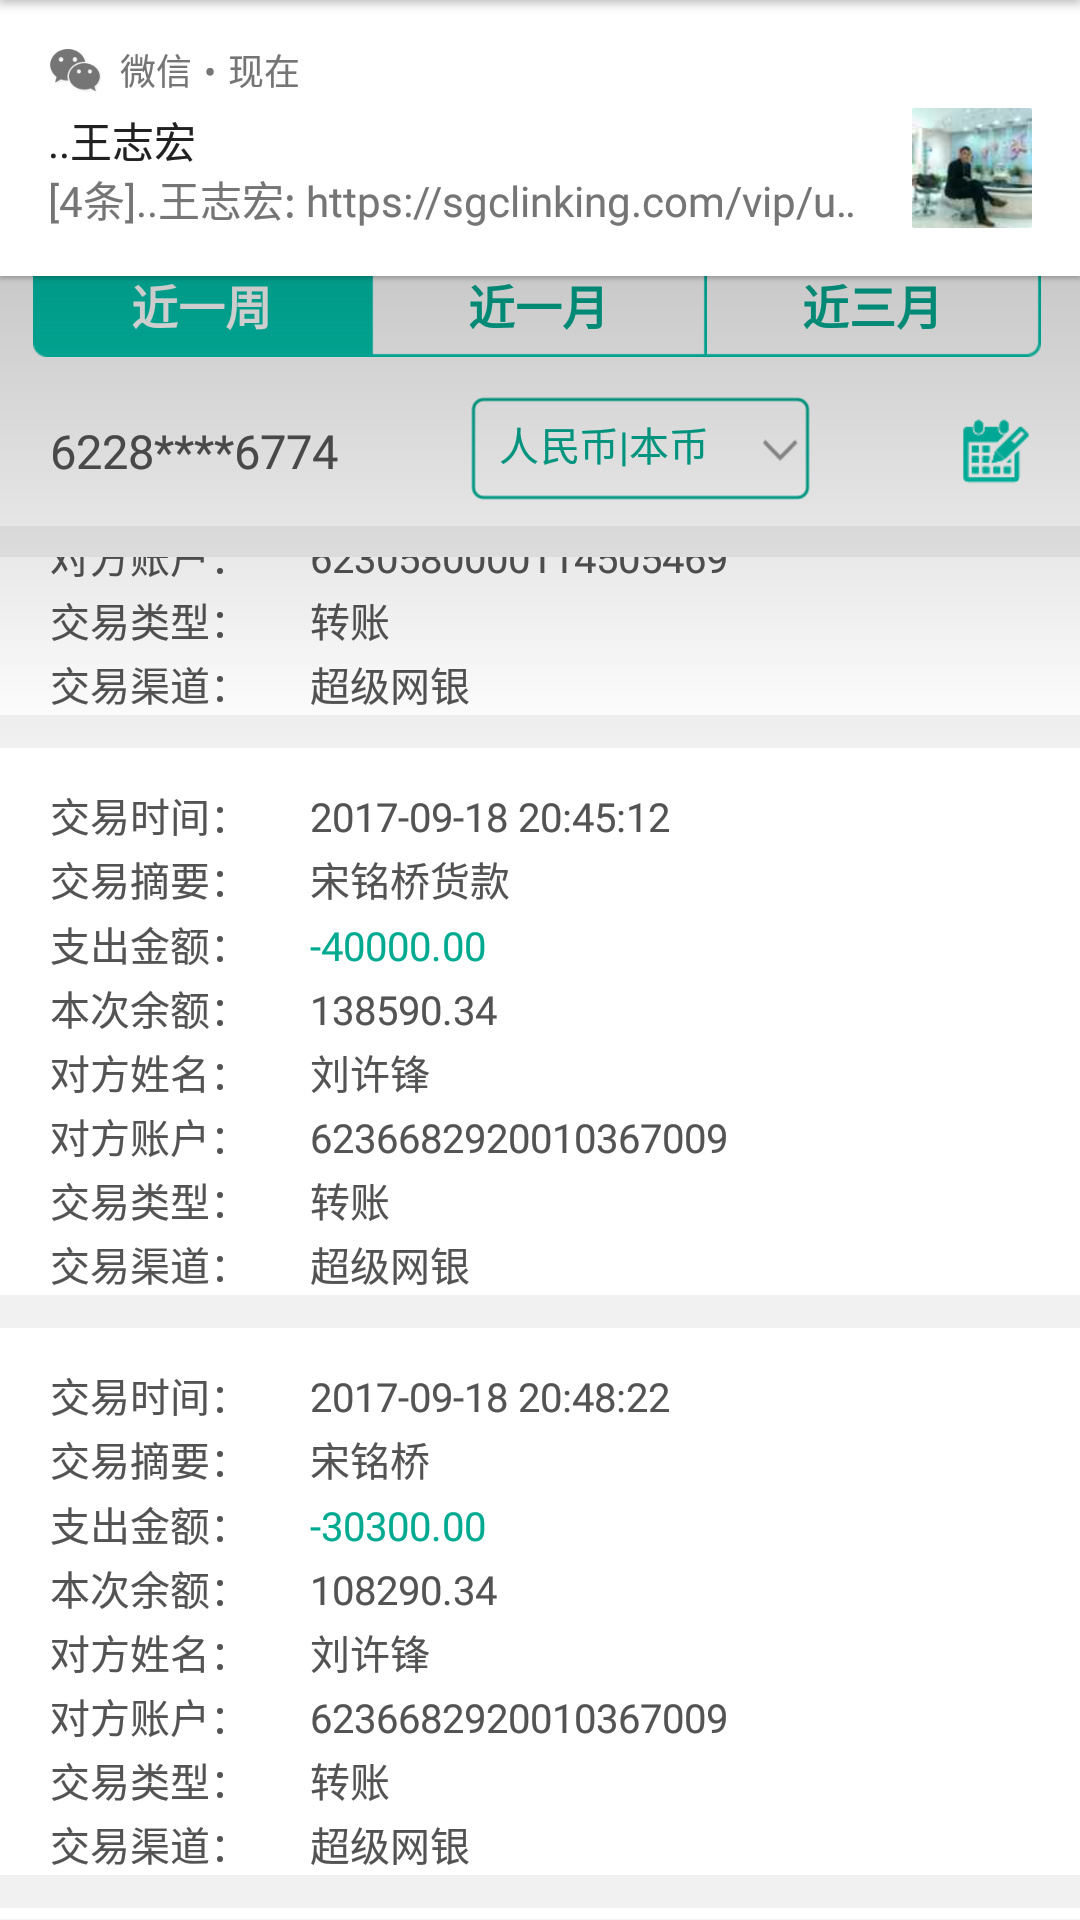 微信 · 现在
..王志宏
[4条]..王志宏: https://sgclinking.com/vip/u..
近一周 近一月 近三月
6228****6774 人民币|本币
对方账户： 6230580000114505469
交易类型： 转账
交易渠道： 超级网银
交易时间： 2017-09-18 20:45:12
交易摘要： 宋铭桥货款
支出金额： -40000.00
本次余额： 138590.34
对方姓名： 刘许锋
对方账户： 6236682920010367009
交易类型： 转账
交易渠道： 超级网银
交易时间： 2017-09-18 20:48:22
交易摘要： 宋铭桥
支出金额： -30300.00
本次余额： 108290.34
对方姓名： 刘许锋
对方账户： 6236682920010367009
交易类型： 转账
交易渠道： 超级网银